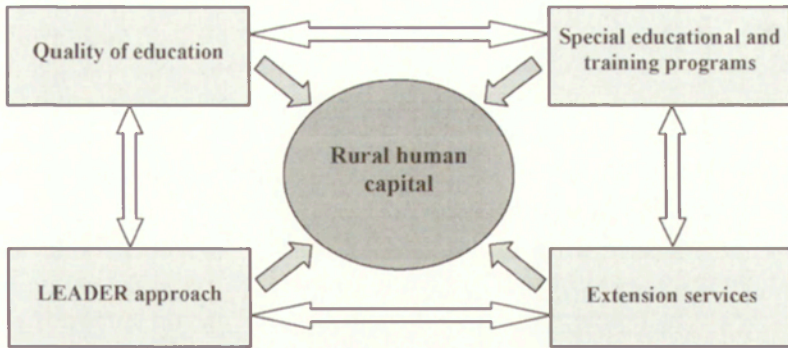 Quality of education
Special educational and
training programs
Rural human
capital
LEADER approach
Extension services